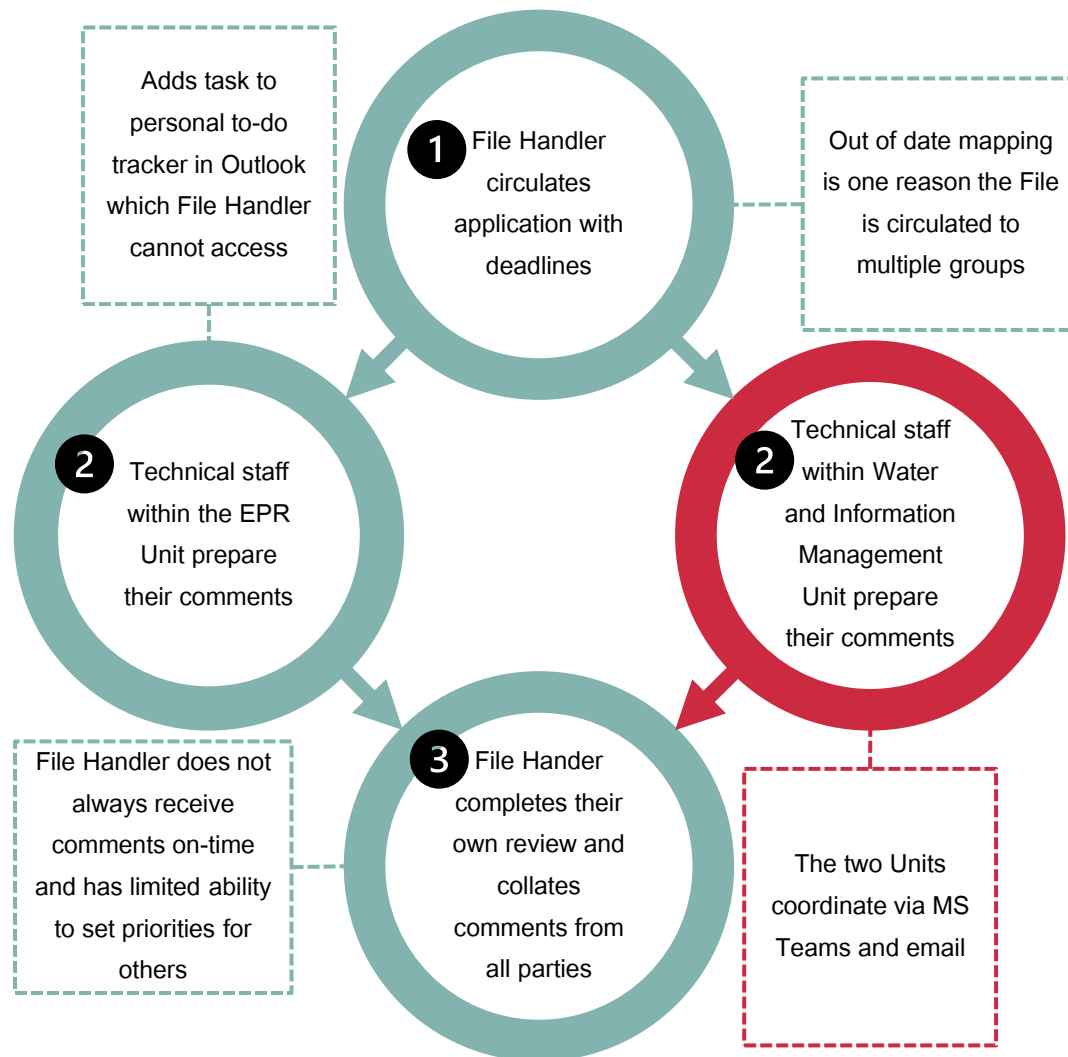 Adds task to
personal to-do
tracker in Outlook
which File Handler
cannot access
1
File Handler
circulates
application with
deadlines
Out of date mapping
is one reason the File
is circulated to
multiple groups
2
Technical staff
within the EPR
Unit prepare
their comments
2
Technical staff
within Water
and Information
Management
Unit prepare
their comments
File Handler does not
always receive
comments on-time
and has limited ability
to set priorities for
others
3
File Hander
completes their
own review and
collates
comments from
all parties
The two Units
coordinate via MS
Teams and email